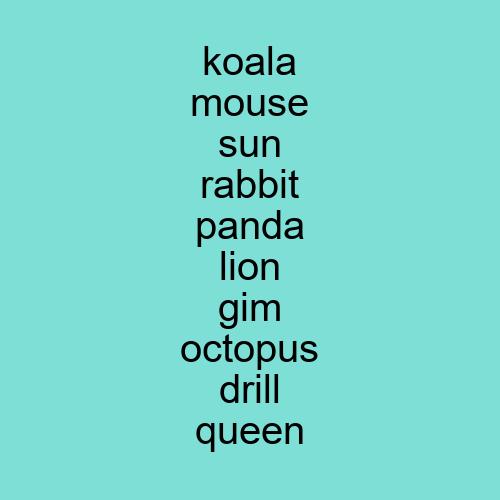 koala
mouse
sun
rabbit
panda
lion
gim
octopus
drill
queen